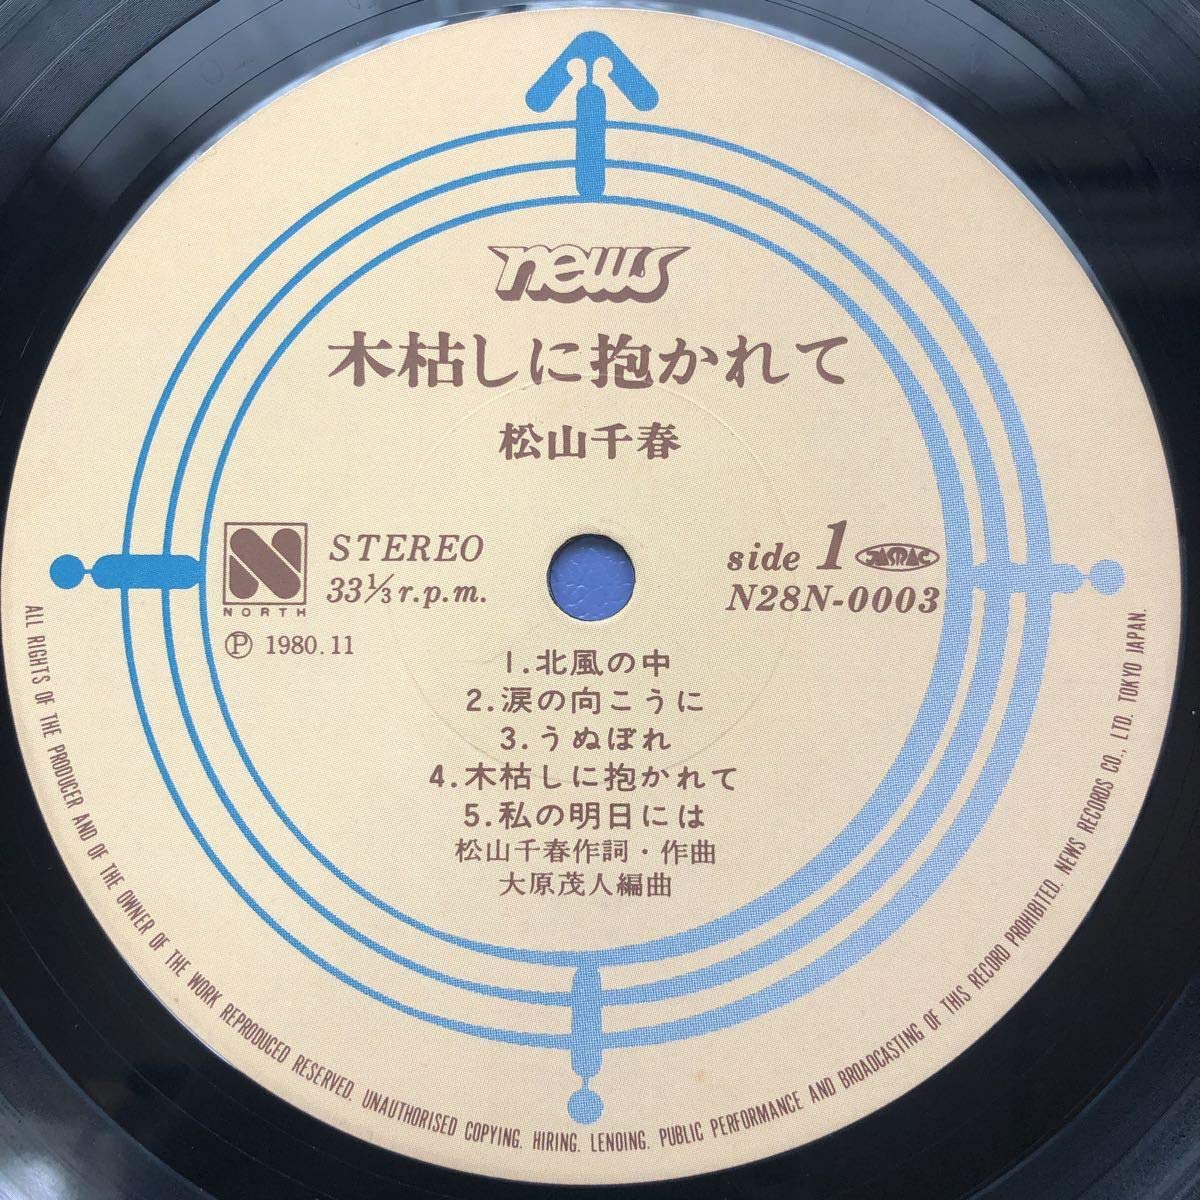 news
木枯しに抱かれて
松山千春
N
NORTH
STEREO
33⅓ r.p.m.
Ⓟ 1980.11
side 1 JASRAC
N28N-0003
1.北風の中
2.涙の向こうに
3.うぬぼれ
4.木枯しに抱かれて
5.私の明日には
松山千春作詞・作曲
大原茂人編曲
ALL RIGHTS OF THE PRODUCER AND OF THE OWNER OF THE WORK REPRODUCED RESERVED. UNAUTHORISED COPYING. HIRING. LENDING. PUBLIC PERFORMANCE AND BROADCASTING OF THIS RECORD PROHIBITED. NEWS RECORDS CO., LTD. TOKYO JAPAN.